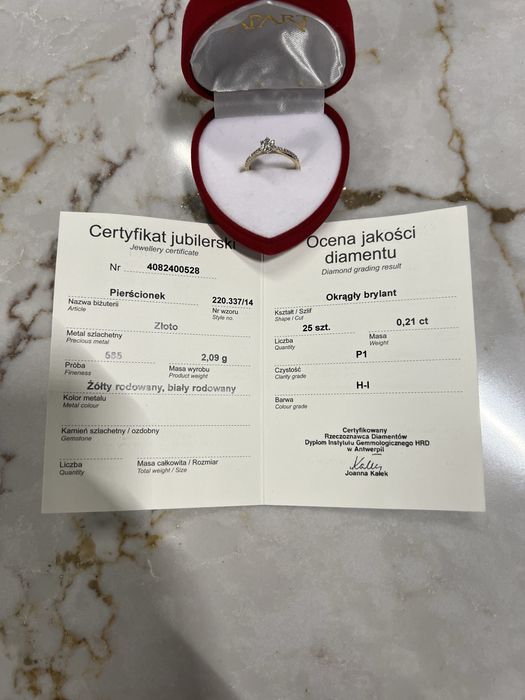 APART
Certyfikat jubilerski
Jewellery certificate
Nr 4082400528
Pierścionek 220.337/14
Nazwa biżuterii Nr wzoru
Article Style no.
Złoto
Metal szlachetny
Precious metal
585 2,09 g
Próba Masa wyrobu
Fineness Product weight
Żółty rodowany, biały rodowany
Kolor metalu
Metal colour
Kamień szlachetny / ozdobny
Gemstone
Liczba Masa całkowita / Rozmiar
Quantity Total weight / Size
Ocena jakości
diamentu
Diamond grading result
Okrągły brylant
Kształt / Szlif
Shape / Cut
25 szt. 0,21 ct
Liczba Masa
Quantity Weight
P1
Czystość
Clarity grade
H-I
Barwa
Colour grade
Certyfikowany
Rzeczoznawca Diamentów
Dyplom Instytutu Gemmologicznego HRD
w Antwerpii
Kałek
Joanna Kałek